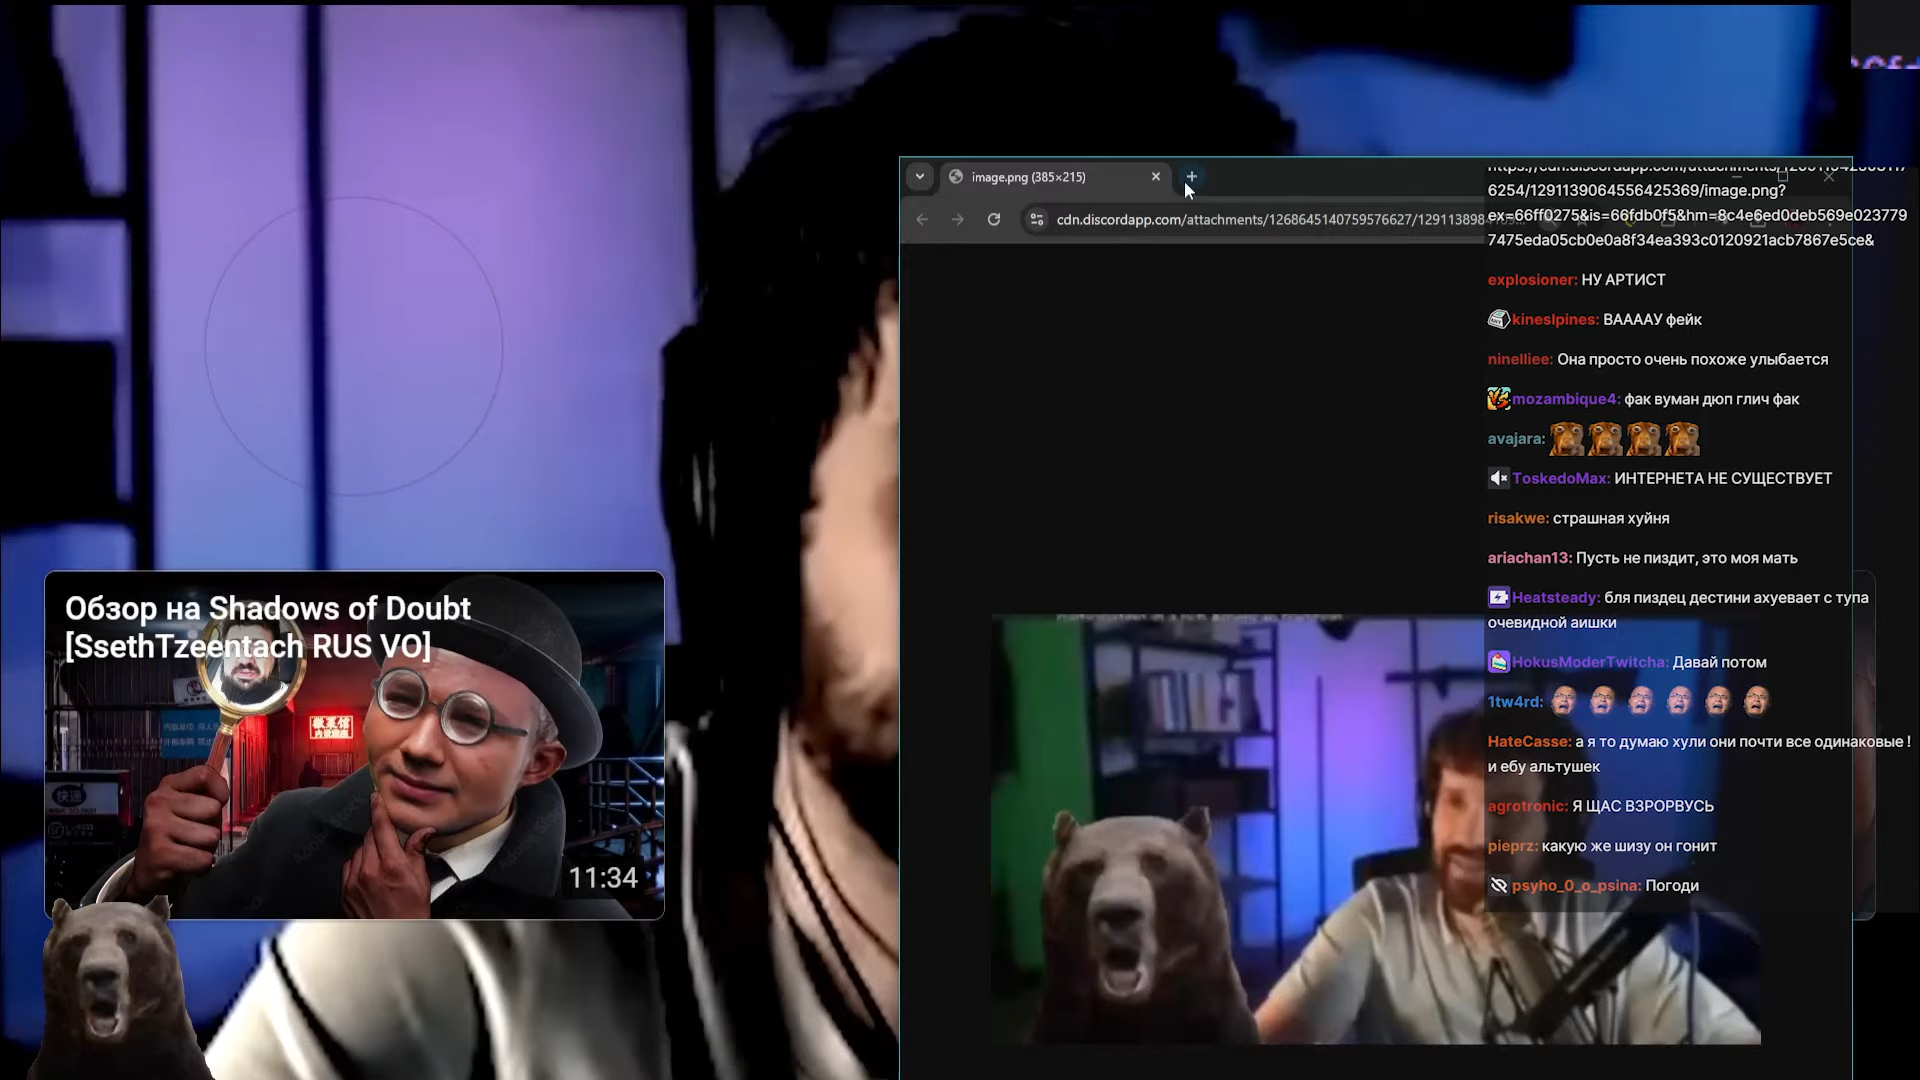 image.png (385×215)
cdn.discordapp.com/attachments/1268645140759576627/129113898
6254/1291139064556425369/image.png?
ex=66ff0275&is=66fdb0f5&hm=8c4e6ed0deb569e023779
7475eda05cb0e0a8f34ea393c0120921acb7867e5ce&
explosioner: НУ АРТИСТ
kineslpines: ВАААAУ фейк
ninelliee: Она просто очень похоже улыбается
mozambique4: фак вуман дюп глич фак
avajara:
ToskedoMax: ИНТЕРНЕТА НЕ СУЩЕСТВУЕТ
risakwe: страшная хуйня
ariachan13: Пусть не пиздит, это моя мать
Heatsteady: бля пиздец дестини ахуевает с тупа
очевидной аишки
HokusModerTwitcha: Давай потом
1tw4rd:
HateCasse: а я то думаю хули они почти все одинаковые !
и ебу альтушек
agrotronic: Я ЩАС ВЗРОРВУСЬ
pieprz: какую же шизу он гонит
psyho_0_o_psina: Погоди
Обзор на Shadows of Doubt
[SsethTzeentach RUS VO]
快递
11:34